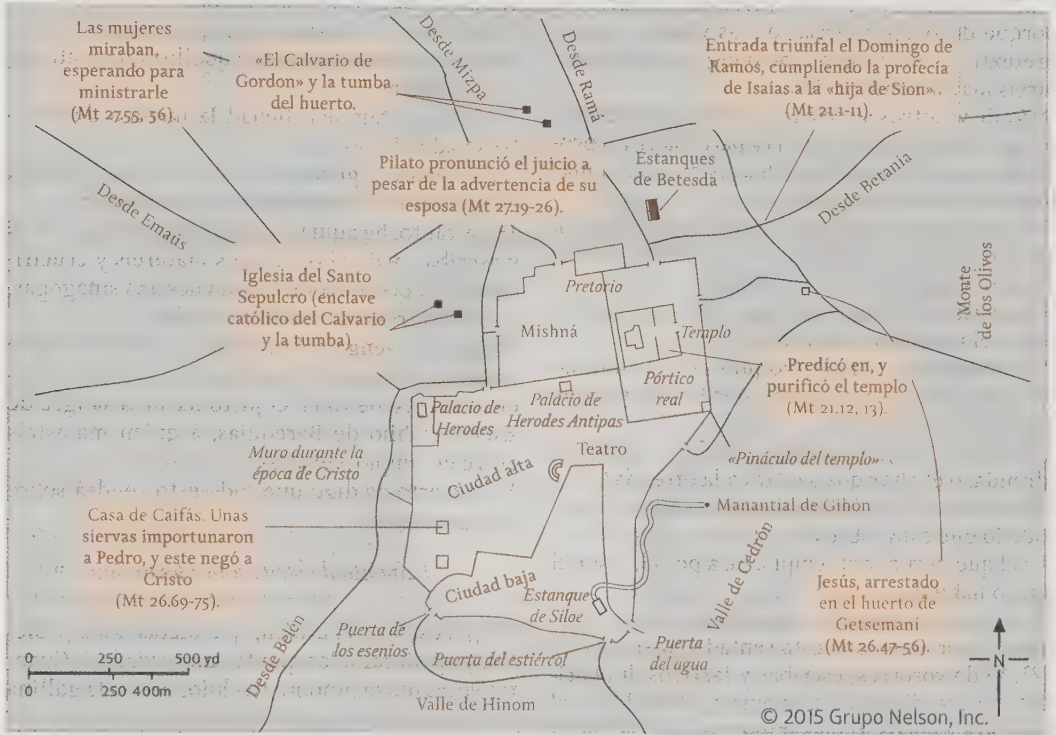 Las mujeres
miraban,
esperando para
ministrarle
(Mt 27.55, 56).
«El Calvario de
Gordon» y la tumba
del huerto.
Desde Mizpa
Desde Ramá
Entrada triunfal el Domingo de
Ramos, cumpliendo la profecía
de Isaías a la «hija de Sion».
(Mt 21.1-11).
Pilato pronunció el juicio a
pesar de la advertencia de su
esposa (Mt 27.19-26).
Estanques
de Betesda
Desde Betania
Desde Emaús
Iglesia del Santo
Sepulcro (enclave
católico del Calvario
y la tumba)
Pretorio
Mishná
Templo
Monte
de los Olivos
Pórtico
real
Predicó en, y
purificó el templo
(Mt 21.12, 13).
Palacio de
Herodes
Palacio de
Herodes Antipas
Muro durante la
época de Cristo
Teatro
Ciudad alta
«Pináculo del templo»
Manantial de Gihón
Casa de Caifás. Unas
siervas importunaron
a Pedro, y este negó a
Cristo
(Mt 26.69-75).
Ciudad baja
Estanque
de Siloe
Valle de Cedrón
Jesús, arrestado
en el huerto de
Getsemaní
(Mt 26.47-56).
Puerta de
los esenios
Puerta del estiércol
Puerta
del agua
Desde Belén
0 250 500 yd
0 250 400m
Valle de Hinom
N
© 2015 Grupo Nelson, Inc.